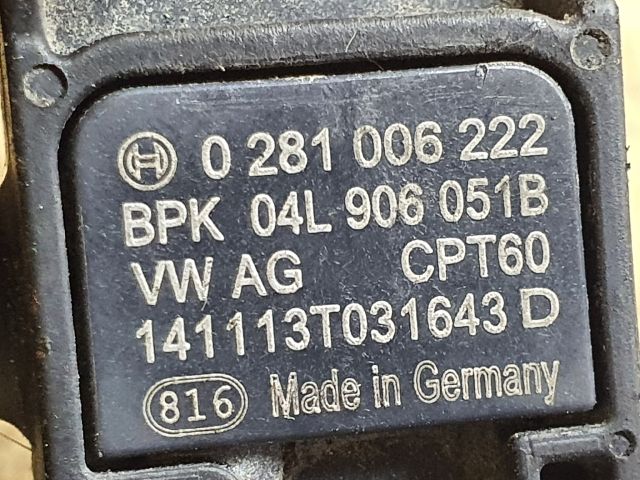 0 281 006 222
BPK 04L 906 051B
VW AG CPT60
141113T031643 D
816 Made in Germany